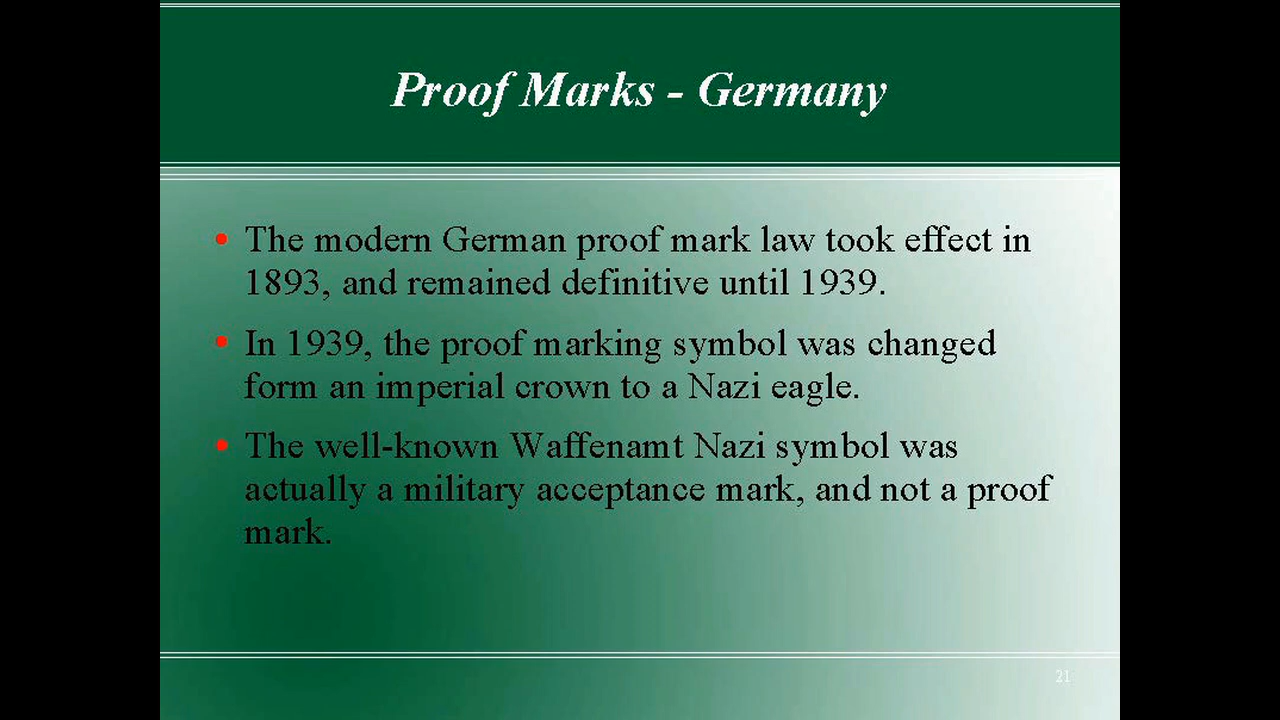 Proof Marks - Germany
• The modern German proof mark law took effect in
1893, and remained definitive until 1939.
• In 1939, the proof marking symbol was changed
form an imperial crown to a Nazi eagle.
• The well-known Waffenamt Nazi symbol was
actually a military acceptance mark, and not a proof
mark.
21